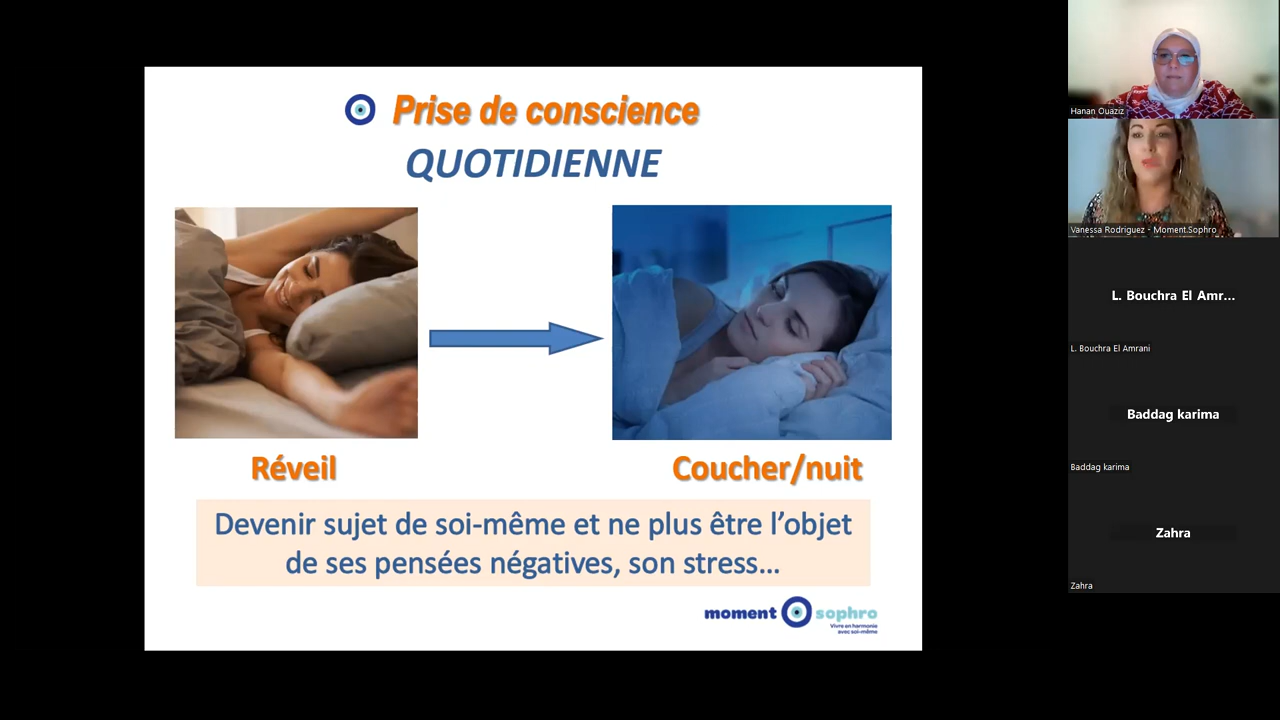 Prise de conscience
QUOTIDIENNE
Réveil
Coucher/nuit
Devenir sujet de soi-même et ne plus être l’objet
de ses pensées négatives, son stress…
moment sophro
Vivre en harmonie
avec soi-même
Hanan Ouaziz
Vanessa Rodriguez - Moment.Sophro
L. Bouchra El Amr...
L. Bouchra El Amrani
Baddag karima
Baddag karima
Zahra
Zahra